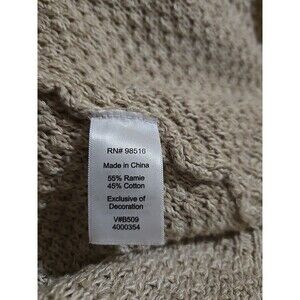 RN# 98516
Made in China
55% Ramie
45% Cotton
Exclusive of
Decoration
V#B509
4000354